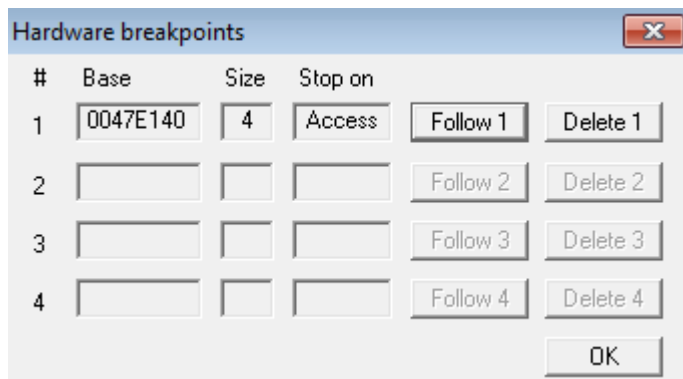 Hardware breakpoints
# Base Size Stop on
1 0047E140 4 Access Follow 1 Delete 1
2 Follow 2 Delete 2
3 Follow 3 Delete 3
4 Follow 4 Delete 4
OK